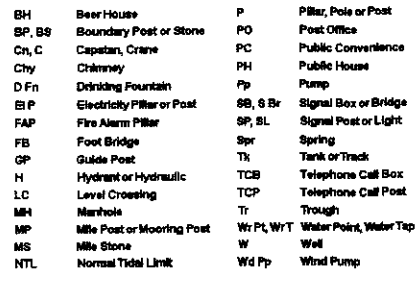 BH Beer House
BP, BS Boundary Post or Stone
Cn, C Capstan, Crane
Chy Chimney
D Fn Drinking Fountain
El P Electricity Pillar or Post
FAP Fire Alarm Pillar
FB Foot Bridge
GP Guide Post
H Hydrant or Hydraulic
LC Level Crossing
MH Manhole
MP Mile Post or Mooring Post
MS Mile Stone
NTL Normal Tidal Limit
P Pillar, Pole or Post
PO Post Office
PC Public Convenience
PH Public House
Pp Pump
SB, S Br Signal Box or Bridge
SP, SL Signal Post or Light
Spr Spring
Tk Tank or Track
TCB Telephone Call Box
TCP Telephone Call Post
Tr Trough
Wr Pt, Wr T Water Point, Water Tap
W Well
Wd Pp Wind Pump